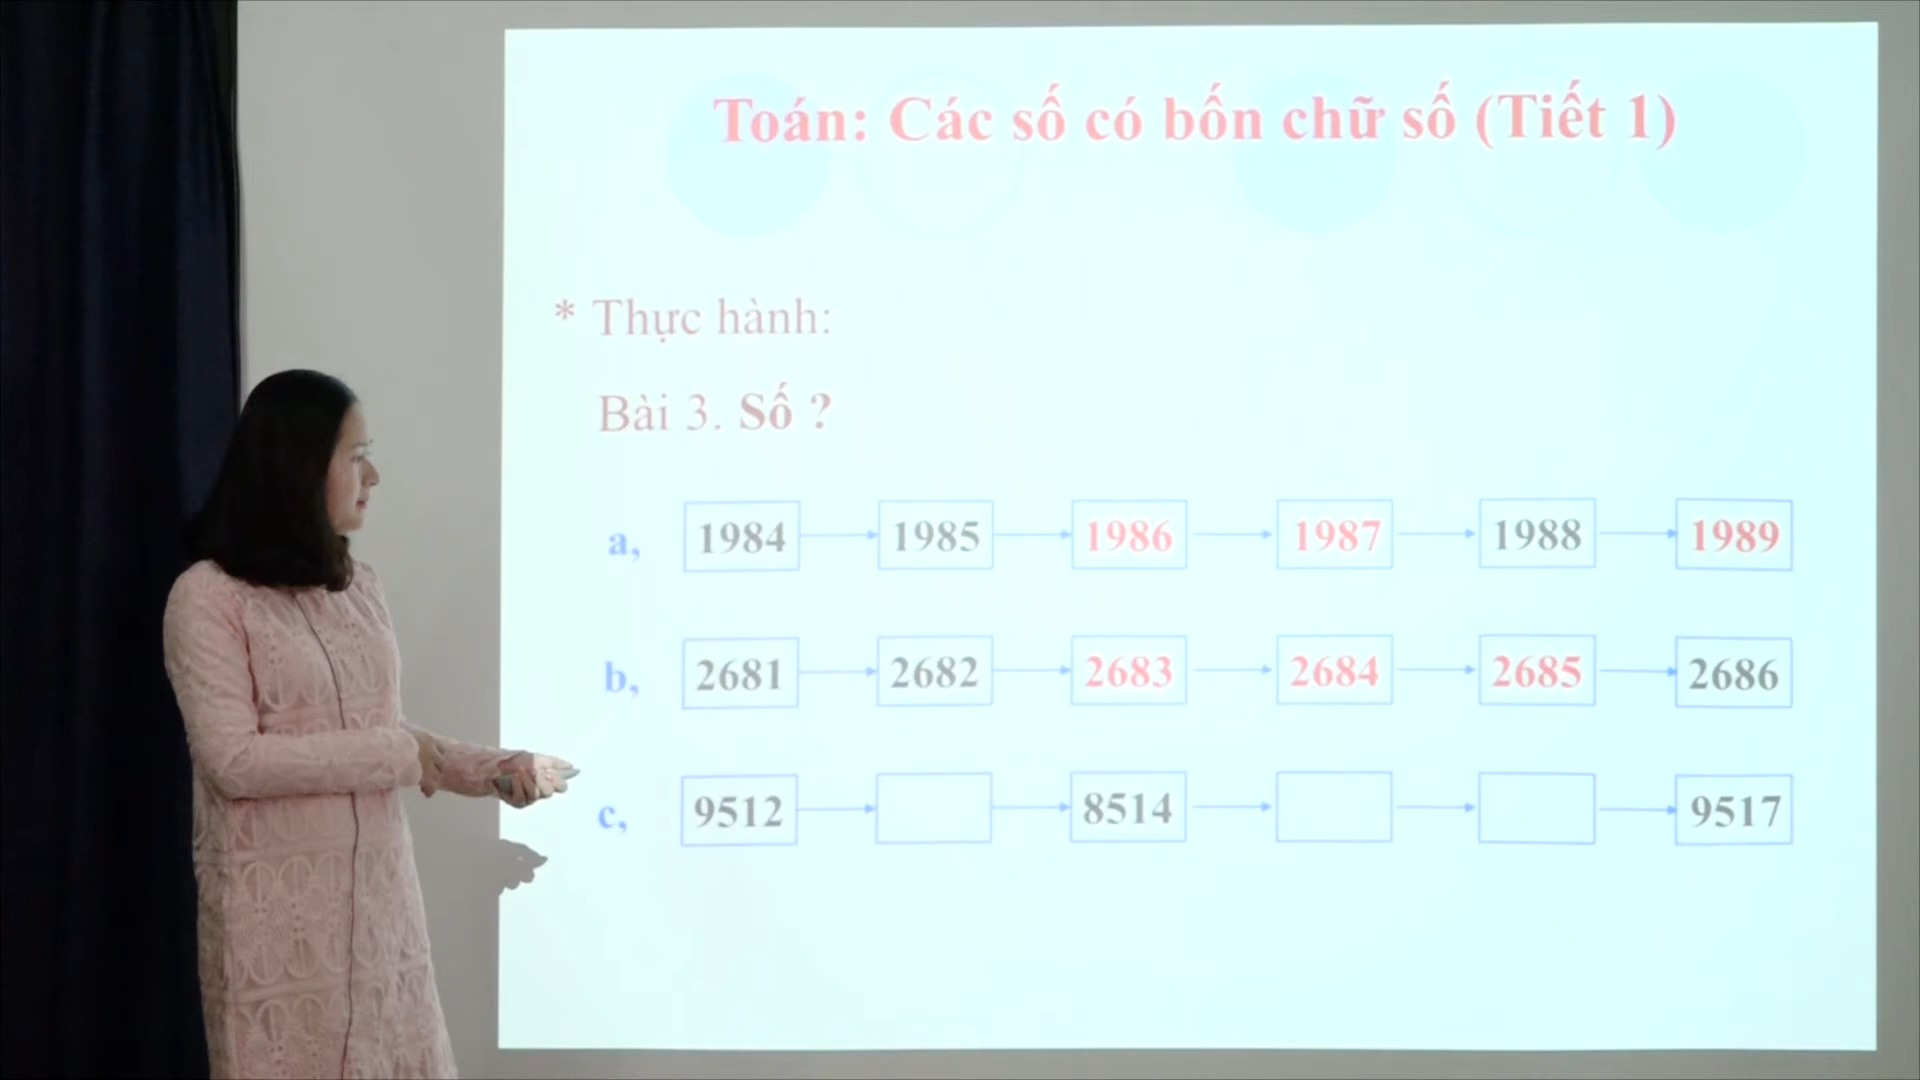 Toán: Các số có bốn chữ số (Tiết 1)
* Thực hành:
Bài 3. Số ?
a, 1984 1985 1986 1987 1988 1989
b, 2681 2682 2683 2684 2685 2686
c, 9512 8514 9517